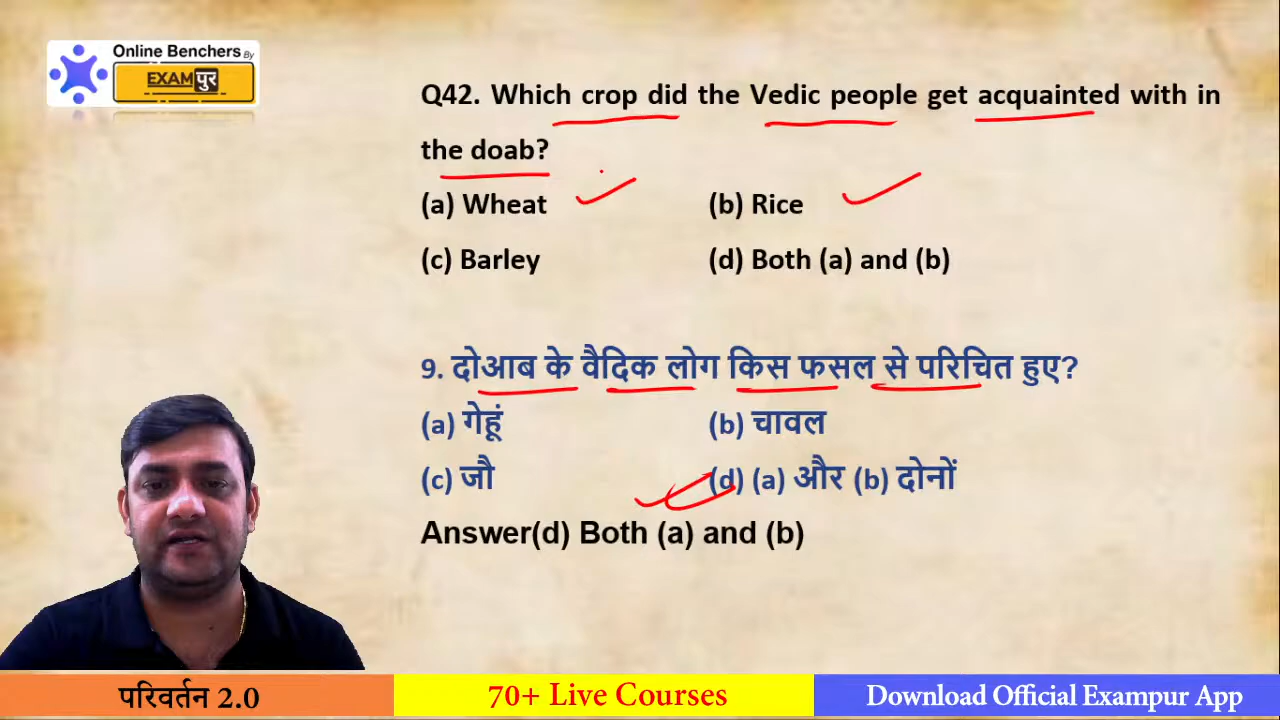 Online Benchers By
EXAMपुर
Q42. Which crop did the Vedic people get acquainted with in
the doab?
(a) Wheat (b) Rice
(c) Barley (d) Both (a) and (b)
9. दोआब के वैदिक लोग किस फसल से परिचित हुए?
(a) गेहूं (b) चावल
(c) जौ (d) (a) और (b) दोनों
Answer(d) Both (a) and (b)
परिवर्तन 2.0 70+ Live Courses Download Official Exampur App